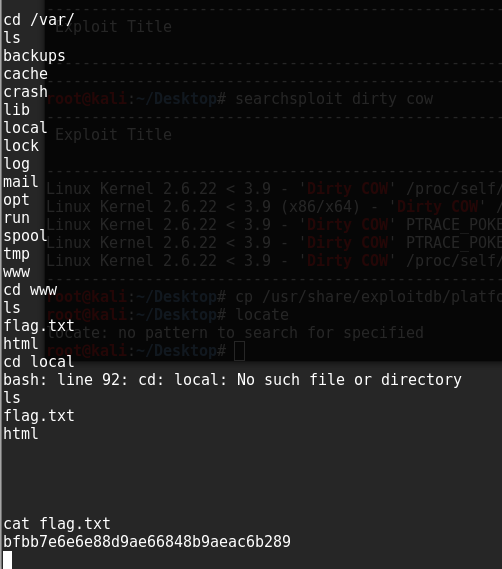 cd /var/
ls
backups
cache
crash
lib
local
lock
log
mail
opt
run
spool
tmp
www
cd www
ls
flag.txt
html
cd local
bash: line 92: cd: local: No such file or directory
ls
flag.txt
html
cat flag.txt
bfbb7e6e6e88d9ae66848b9aeac6b289
--------------------------------------------------
Exploit Title
--------------------------------------------------
--------------------------------------------------
root@kali:~/Desktop# searchsploit dirty cow
--------------------------------------------------
Exploit Title
--------------------------------------------------
Linux Kernel 2.6.22 < 3.9 - 'Dirty COW' /proc/self/
Linux Kernel 2.6.22 < 3.9 (x86/x64) - 'Dirty COW' /
Linux Kernel 2.6.22 < 3.9 - 'Dirty COW' PTRACE_POKE
Linux Kernel 2.6.22 < 3.9 - 'Dirty COW' PTRACE_POKE
Linux Kernel 2.6.22 < 3.9 - 'Dirty COW' /proc/self/
--------------------------------------------------
root@kali:~/Desktop# cp /usr/share/exploitdb/platfo
root@kali:~/Desktop# locate
locate: no pattern to search for specified
root@kali:~/Desktop#